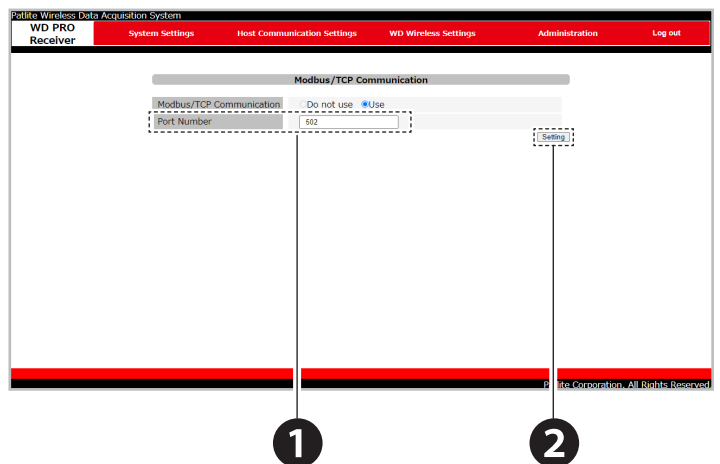 Patlite Wireless Data Acquisition System
WD PRO
Receiver
System Settings
Host Communication Settings
WD Wireless Settings
Administration
Log out
Modbus/TCP Communication
Modbus/TCP Communication Do not use Use
Port Number 502
Setting
Patlite Corporation, All Rights Reserved.
1
2